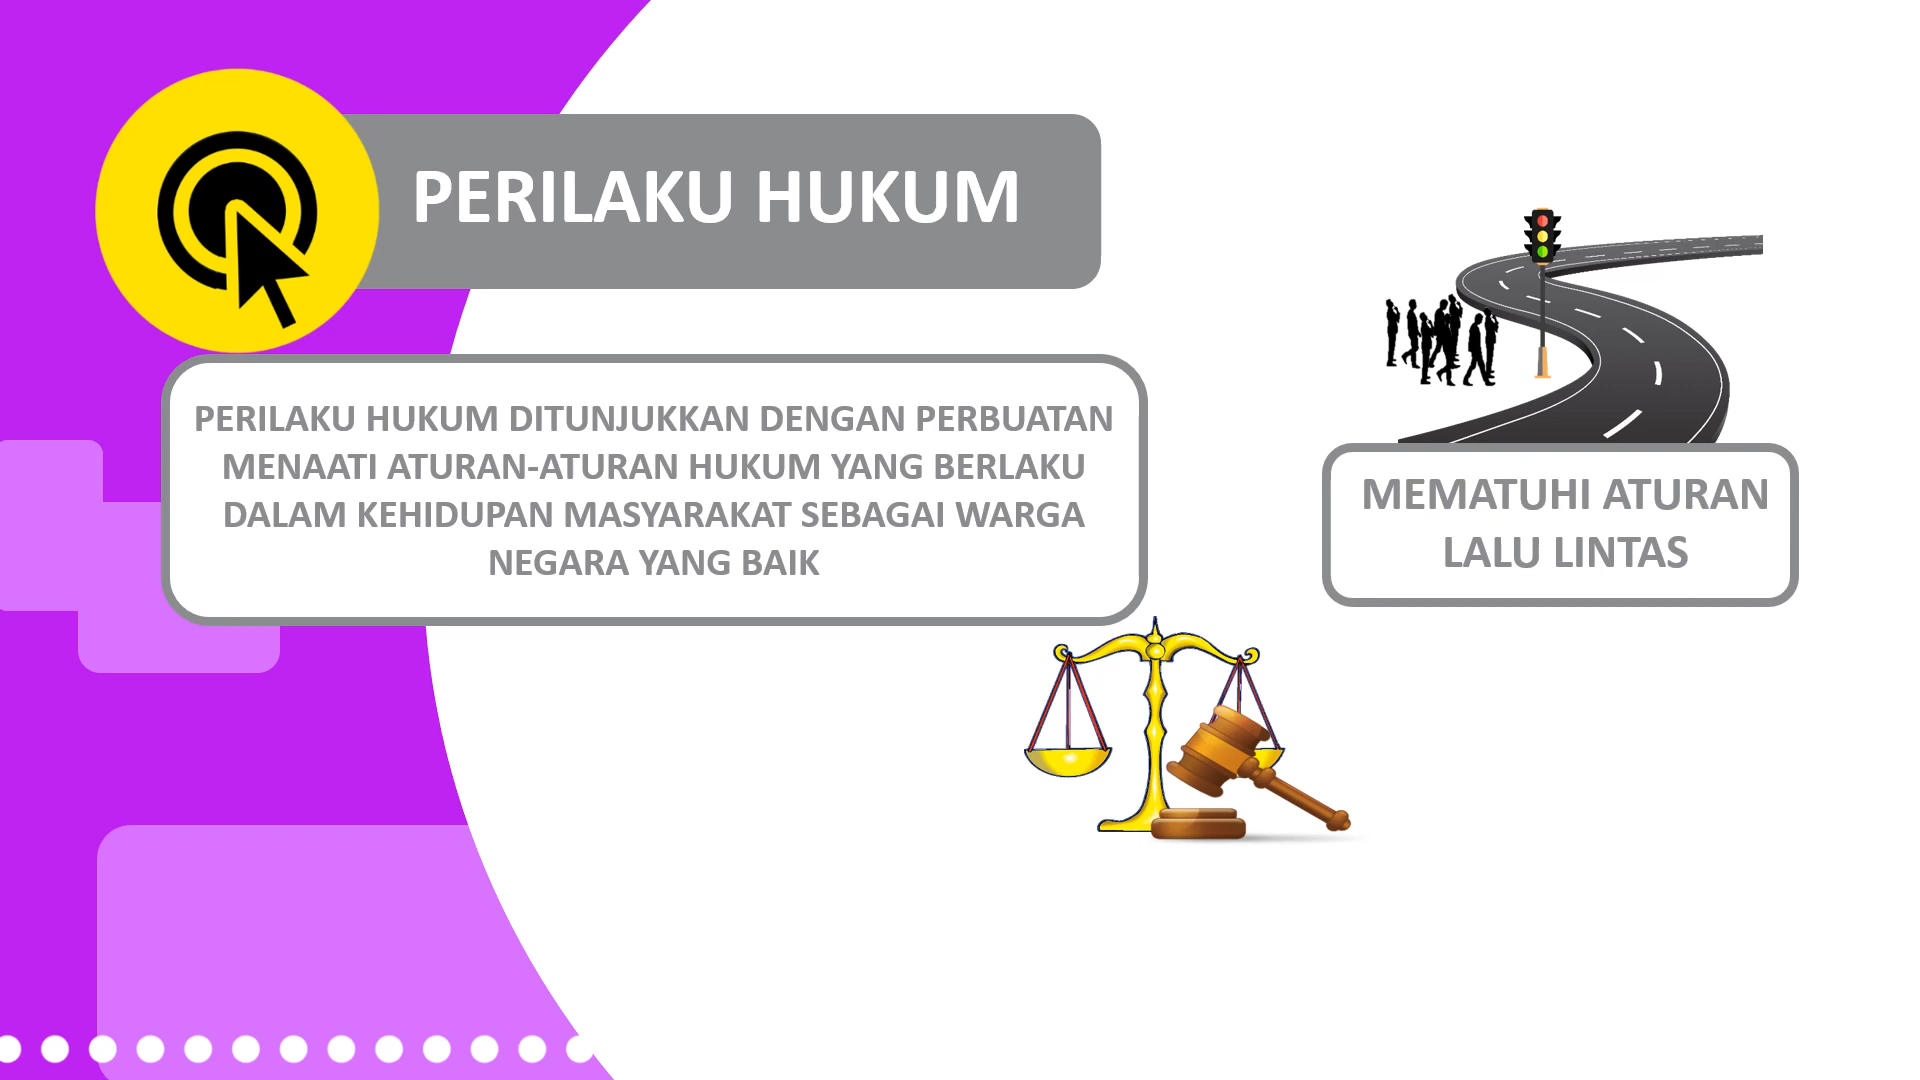 PERILAKU HUKUM
PERILAKU HUKUM DITUNJUKKAN DENGAN PERBUATAN
MENAATI ATURAN-ATURAN HUKUM YANG BERLAKU
DALAM KEHIDUPAN MASYARAKAT SEBAGAI WARGA
NEGARA YANG BAIK
MEMATUHI ATURAN
LALU LINTAS